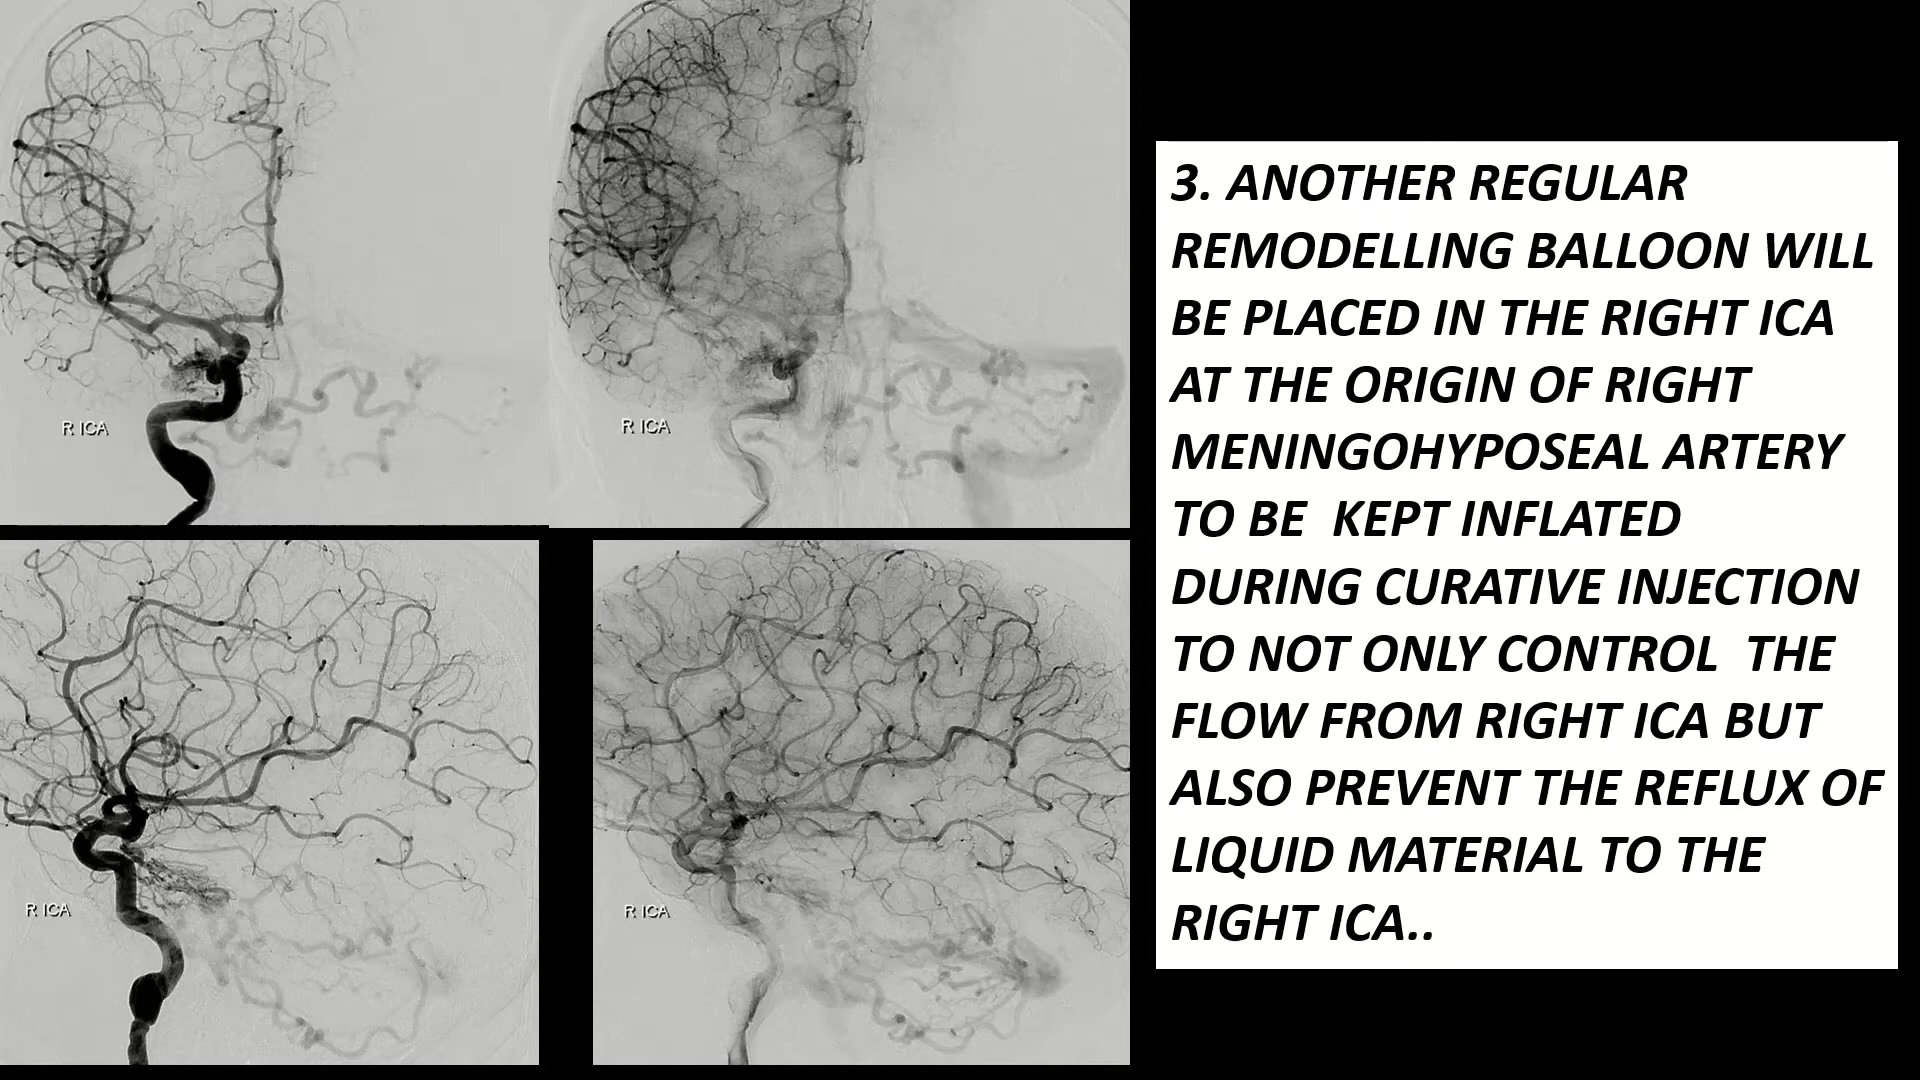 R ICA
R ICA
R ICA
R ICA
3. ANOTHER REGULAR
REMODELLING BALLOON WILL
BE PLACED IN THE RIGHT ICA
AT THE ORIGIN OF RIGHT
MENINGOHYPOSEAL ARTERY
TO BE  KEPT INFLATED
DURING CURATIVE INJECTION
TO NOT ONLY CONTROL  THE
FLOW FROM RIGHT ICA BUT
ALSO PREVENT THE REFLUX OF
LIQUID MATERIAL TO THE
RIGHT ICA..